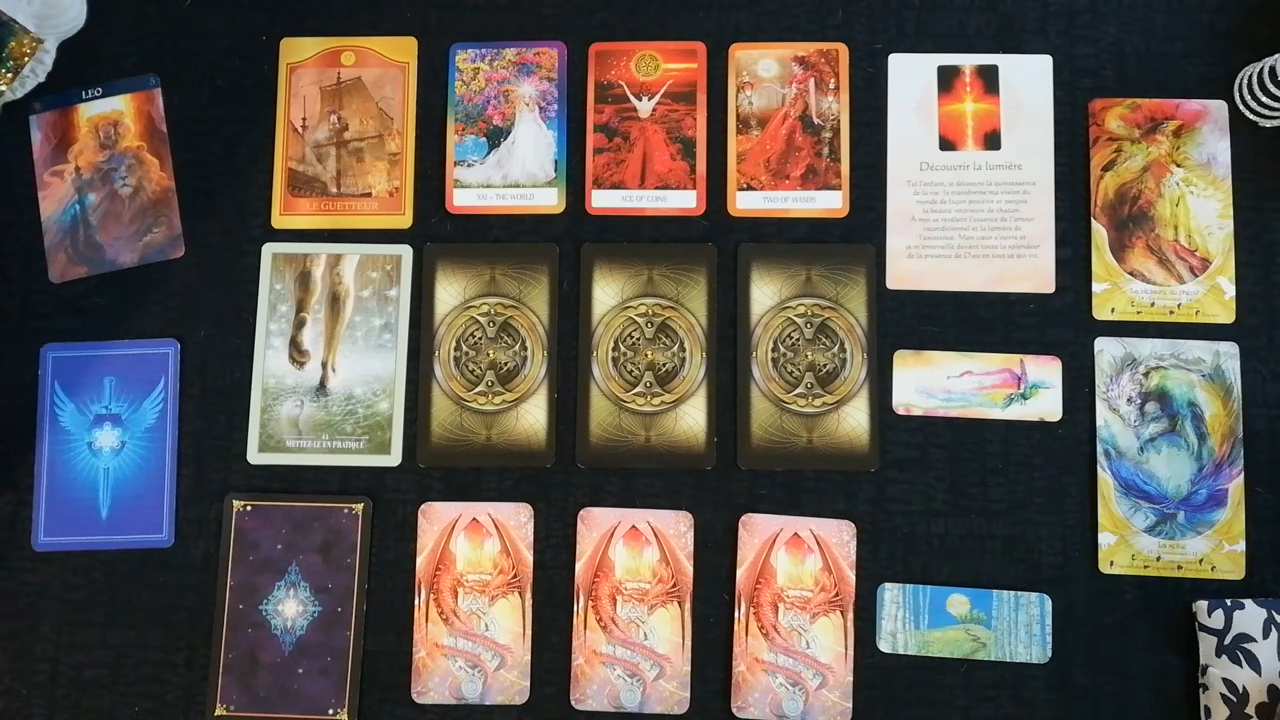 LEO
LE GUETTEUR
XXI ~ THE WORLD
ACE OF COINS
TWO OF WANDS
Découvrir la lumière
Tel l'enfant, je découvre la quintessence
de la vie. Je transforme ma vision du
monde de façon positive et perçois
la beauté intérieure de chacun.
À moi se révèlent l'essence de l'amour
inconditionnel et la lumière de
l'existence. Mon cœur s'ouvre et
je m'émerveille devant toute la splendeur
de la présence de Dieu en tout ce qui vit.
41
METTEZ-LE EN PRATIQUE